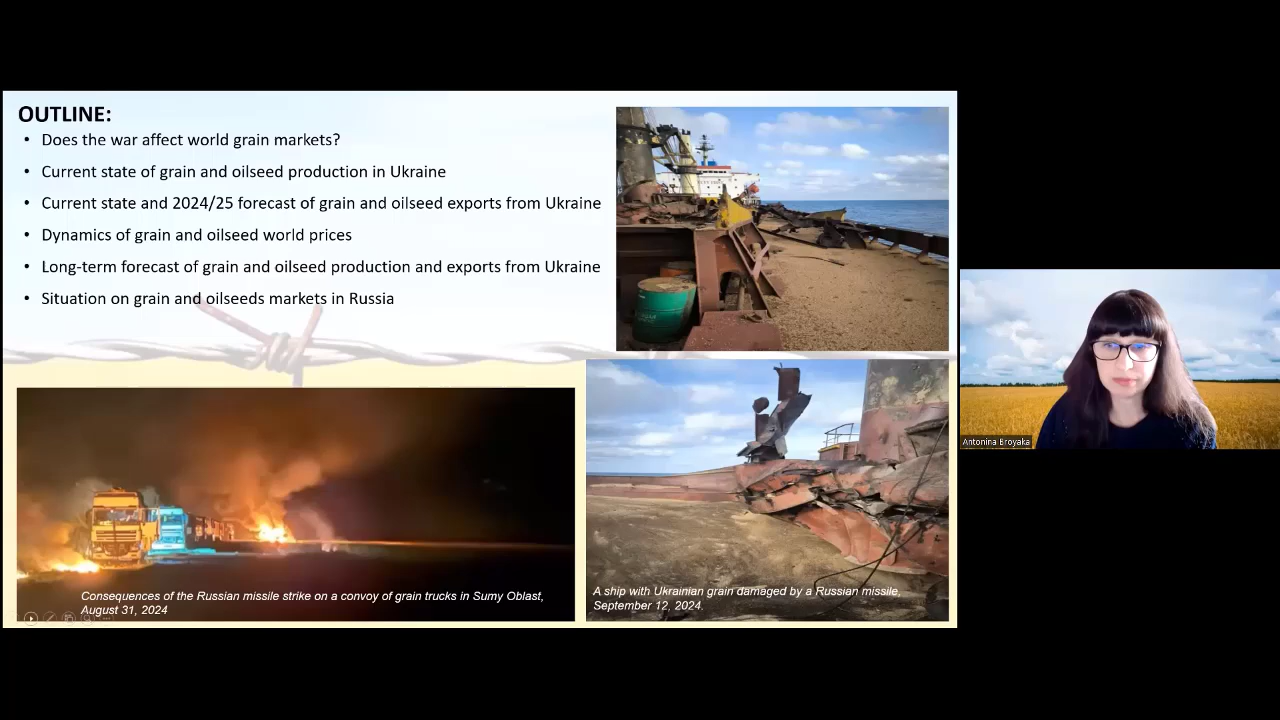 OUTLINE:
• Does the war affect world grain markets?
• Current state of grain and oilseed production in Ukraine
• Current state and 2024/25 forecast of grain and oilseed exports from Ukraine
• Dynamics of grain and oilseed world prices
• Long-term forecast of grain and oilseed production and exports from Ukraine
• Situation on grain and oilseeds markets in Russia
Consequences of the Russian missile strike on a convoy of grain trucks in Sumy Oblast,
August 31, 2024
A ship with Ukrainian grain damaged by a Russian missile,
September 12, 2024.
Antonina Broyaka